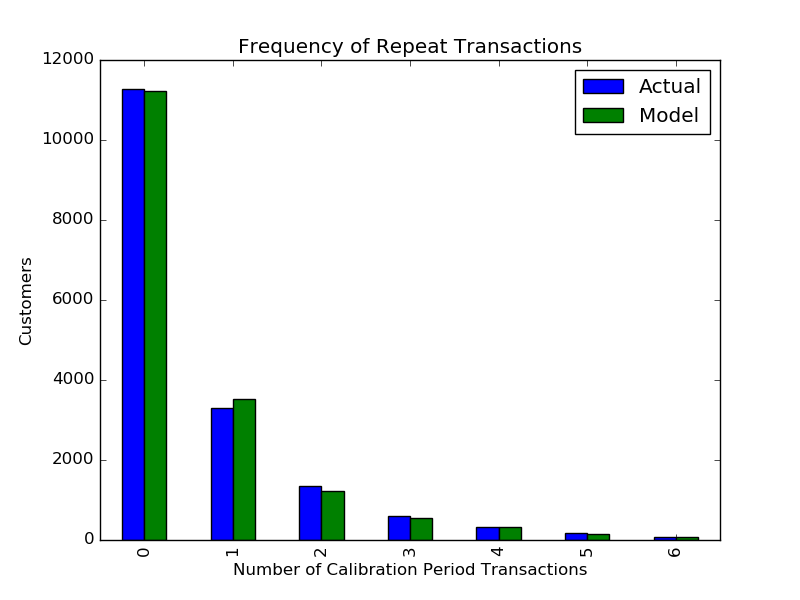 Frequency of Repeat Transactions
12000
10000
8000
6000
4000
2000
0
Customers
Actual
Model
0 1 2 3 4 5 6
Number of Calibration Period Transactions